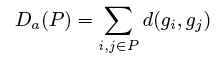 D_a(P) = \sum_{i,j \in P} d(g_i, g_j)